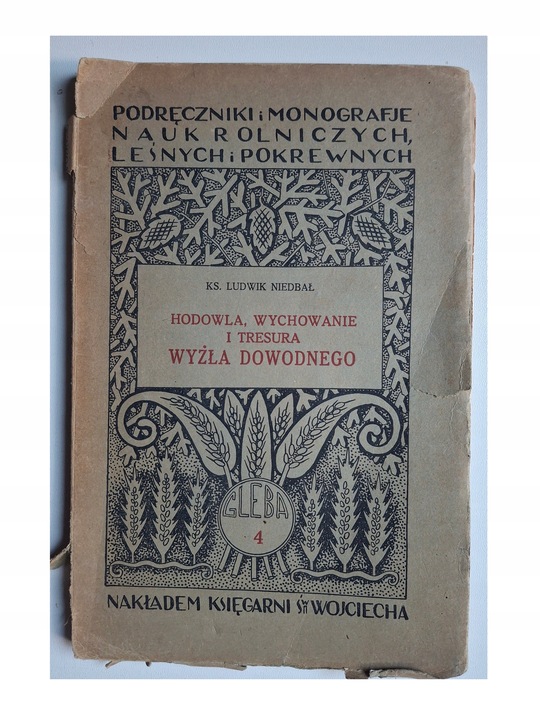 PODRĘCZNIKI i MONOGRAFJE
NAUK ROLNICZYCH,
LEŚNYCH i POKREWNYCH
KS. LUDWIK NIEDBAŁ
HODOWLA, WYCHOWANIE
I TRESURA
WYŻŁA DOWODNEGO
GLEBA
4
NAKŁADEM KSIĘGARNI ŚW WOJCIECHA